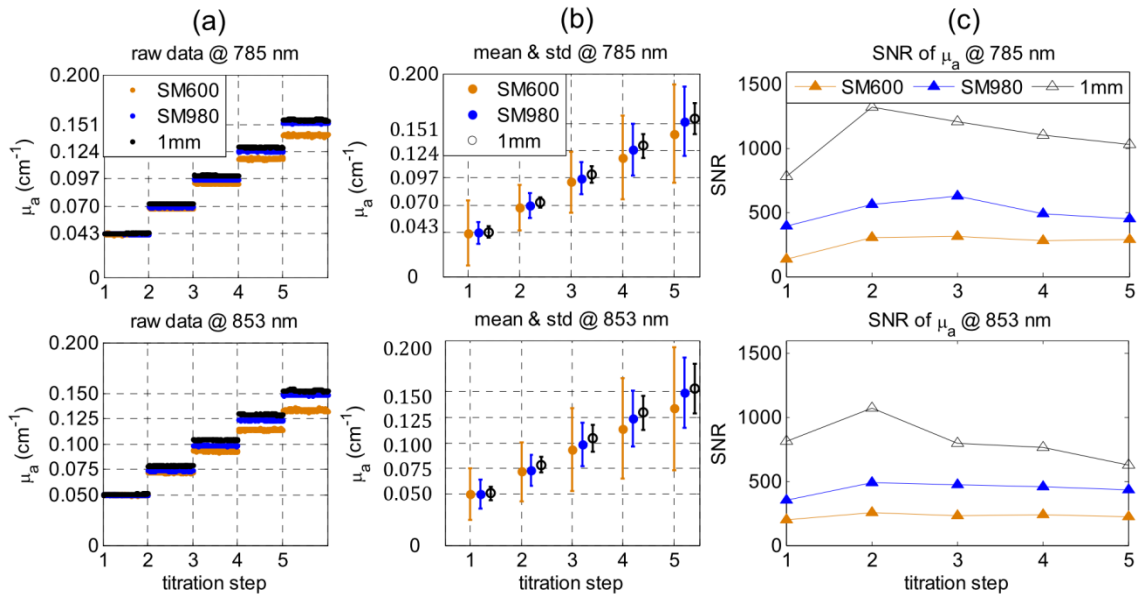 (a)
(b)
(c)
raw data @ 785 nm
mean & std @ 785 nm
SNR of μa @ 785 nm
0.200
0.151
0.124
0.097
0.070
0.043
0
μa (cm⁻¹)
SM600
SM980
1mm
1 2 3 4 5
0.200
0.151
0.124
0.097
0.070
0.043
0
μa (cm⁻¹)
SM600
SM980
1mm
1 2 3 4 5
1500
1000
500
0
SNR
SM600 SM980 1mm
1 2 3 4 5
raw data @ 853 nm
mean & std @ 853 nm
SNR of μa @ 853 nm
0.200
0.150
0.125
0.100
0.075
0.050
0
μa (cm⁻¹)
1 2 3 4 5
titration step
0.200
0.150
0.125
0.100
0.075
0.050
0
μa (cm⁻¹)
1 2 3 4 5
titration step
1500
1000
500
0
SNR
1 2 3 4 5
titration step